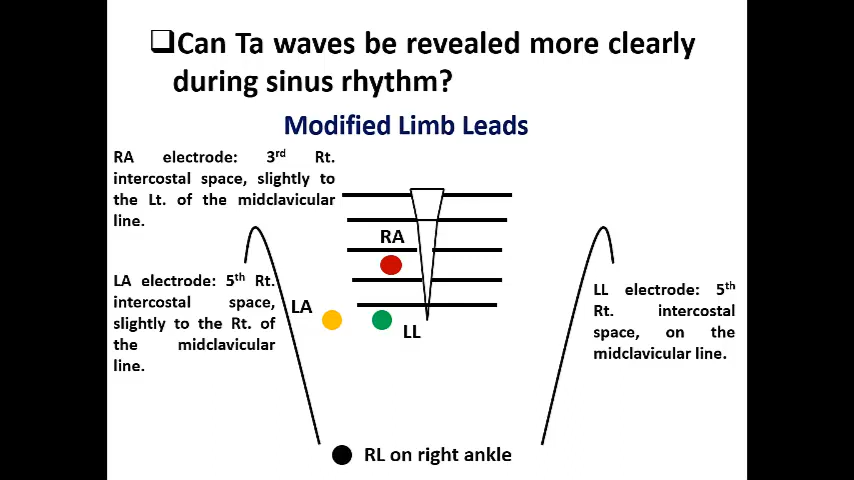 ❑Can Ta waves be revealed more clearly
during sinus rhythm?
Modified Limb Leads
RA electrode: 3rd Rt.
intercostal space, slightly to
the Lt. of the midclavicular
line.
RA
LA electrode: 5th Rt.
intercostal space,
slightly to the Rt. of
the midclavicular
line.
LA
LL
LL electrode: 5th
Rt. intercostal
space, on the
midclavicular line.
RL on right ankle